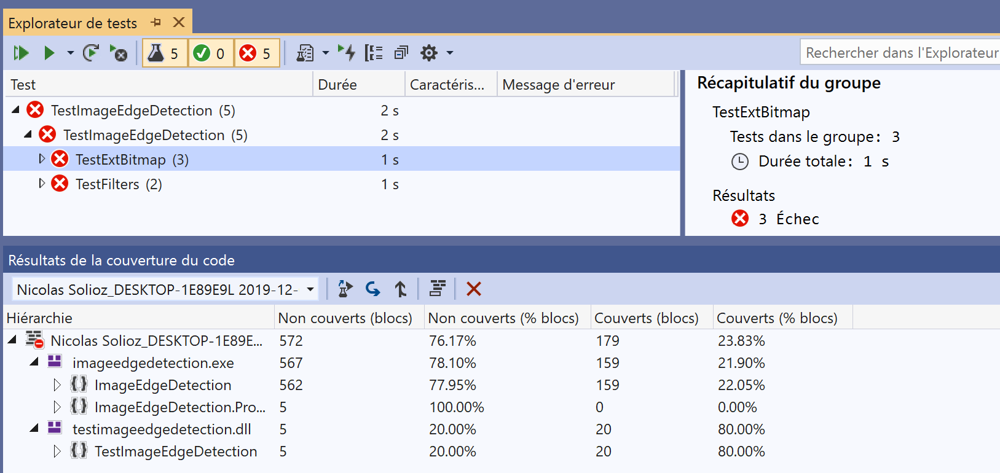 Explorateur de tests
5 0 5
Rechercher dans l'Explorateur
Test Durée Caractéris... Message d'erreur
TestImageEdgeDetection (5) 2 s
TestImageEdgeDetection (5) 2 s
TestExtBitmap (3) 1 s
TestFilters (2) 1 s
Récapitulatif du groupe
TestExtBitmap
Tests dans le groupe: 3
Durée totale: 1 s
Résultats
3 Échec
Résultats de la couverture du code
Nicolas Solioz_DESKTOP-1E89E9L 2019-12-
Hiérarchie Non couverts (blocs) Non couverts (% blocs) Couverts (blocs) Couverts (% blocs)
Nicolas Solioz_DESKTOP-1E89E... 572 76.17% 179 23.83%
imageedgedetection.exe 567 78.10% 159 21.90%
ImageEdgeDetection 562 77.95% 159 22.05%
ImageEdgeDetection.Pro... 5 100.00% 0 0.00%
testimageedgedetection.dll 5 20.00% 20 80.00%
TestImageEdgeDetection 5 20.00% 20 80.00%